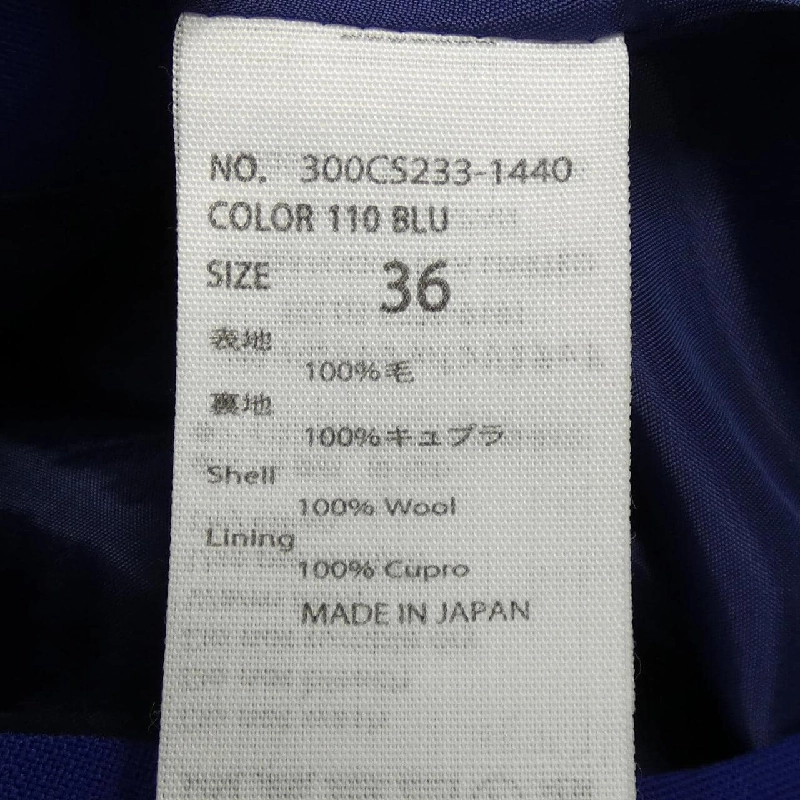 NO. 300CS233-1440
COLOR 110 BLU
SIZE 36
表地
100%毛
裏地
100%キュプラ
Shell
100% Wool
Lining
100% Cupro
MADE IN JAPAN